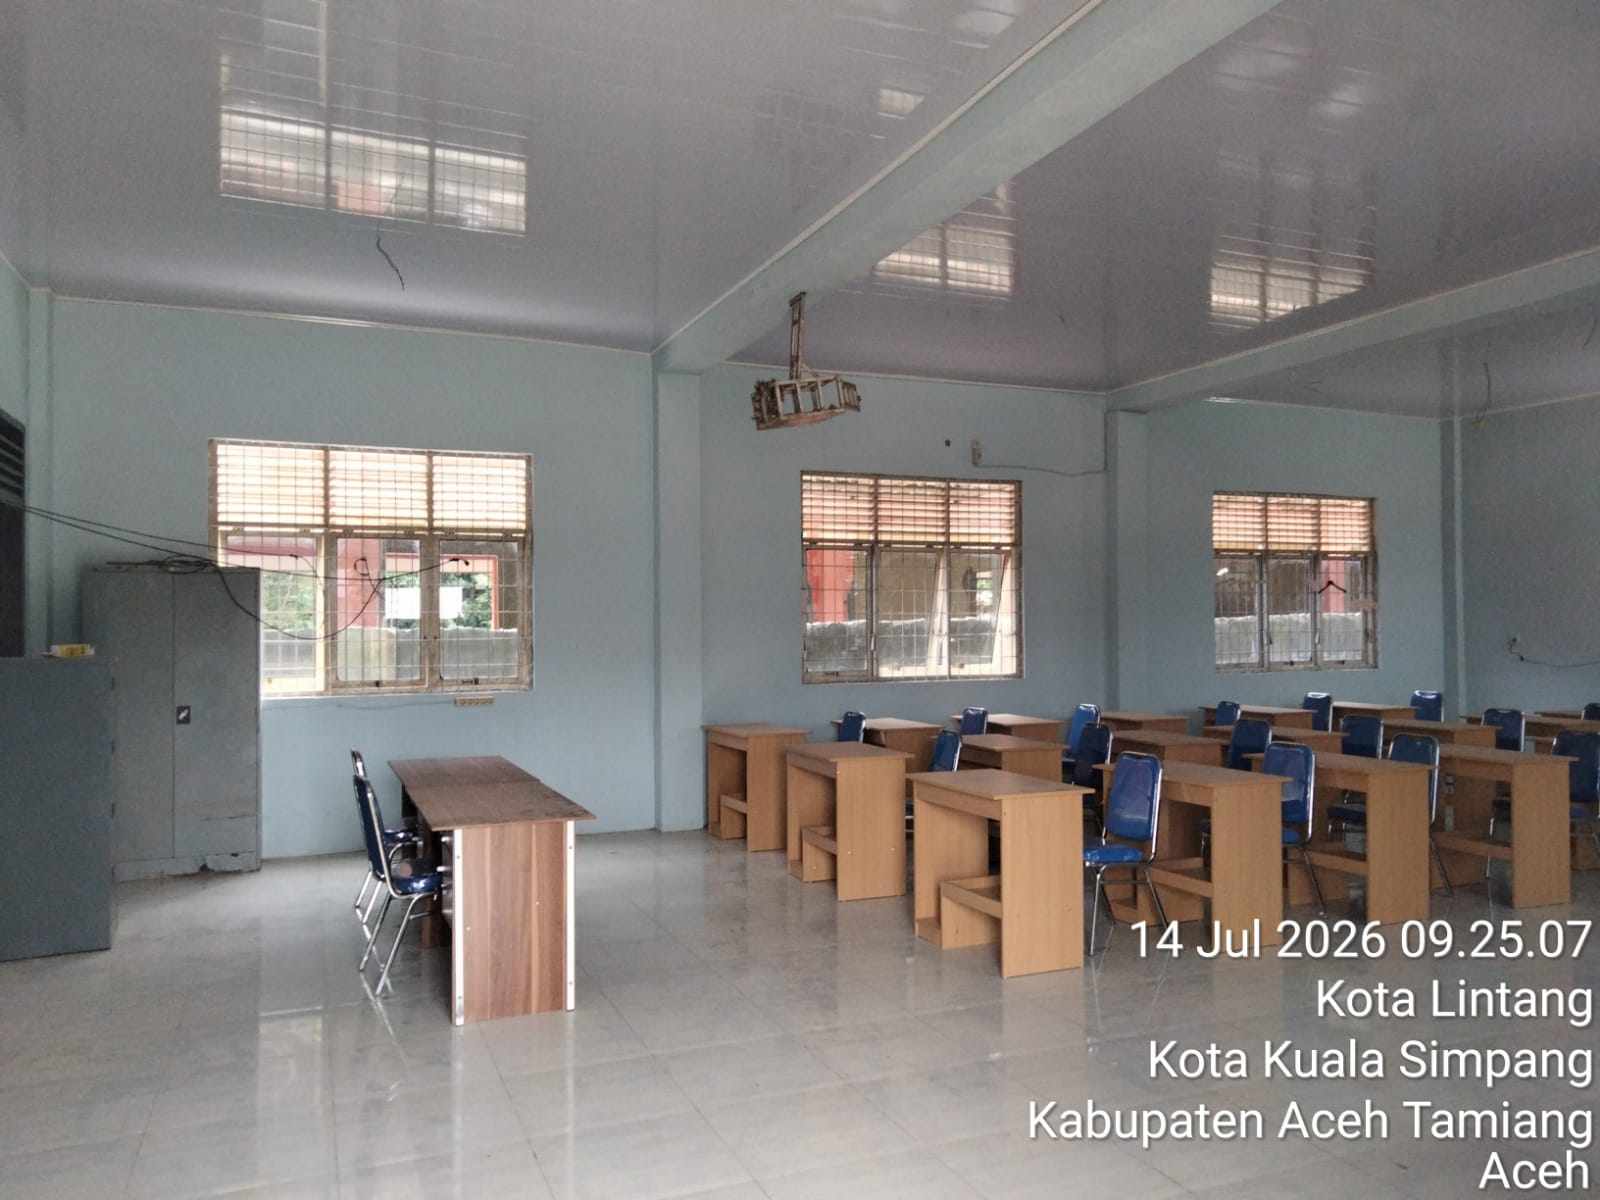 14 Jul 2026 09.25.07
Kota Lintang
Kota Kuala Simpang
Kabupaten Aceh Tamiang
Aceh